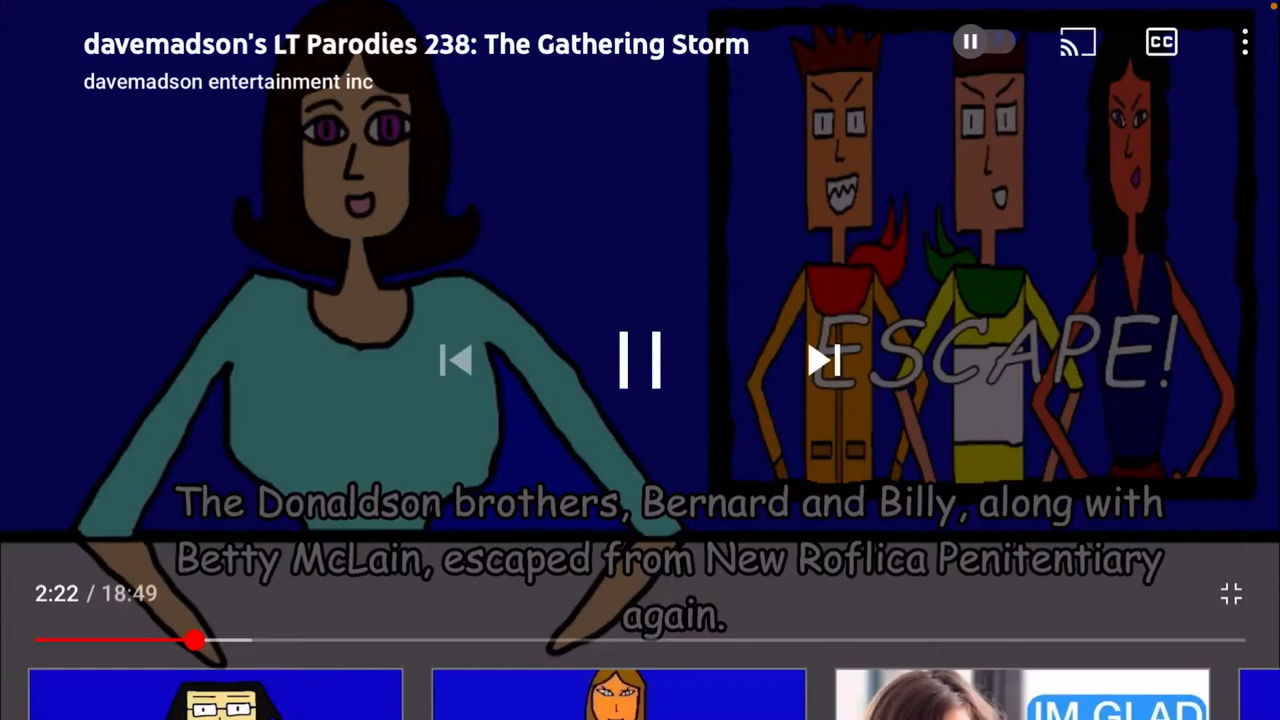 davemadson's LT Parodies 238: The Gathering Storm
davemadson entertainment inc
CC
ESCAPE!
The Donaldson brothers, Bernard and Billy, along with
Betty McLain, escaped from New Roflica Penitentiary
again.
2:22 / 18:49
IM GLAD